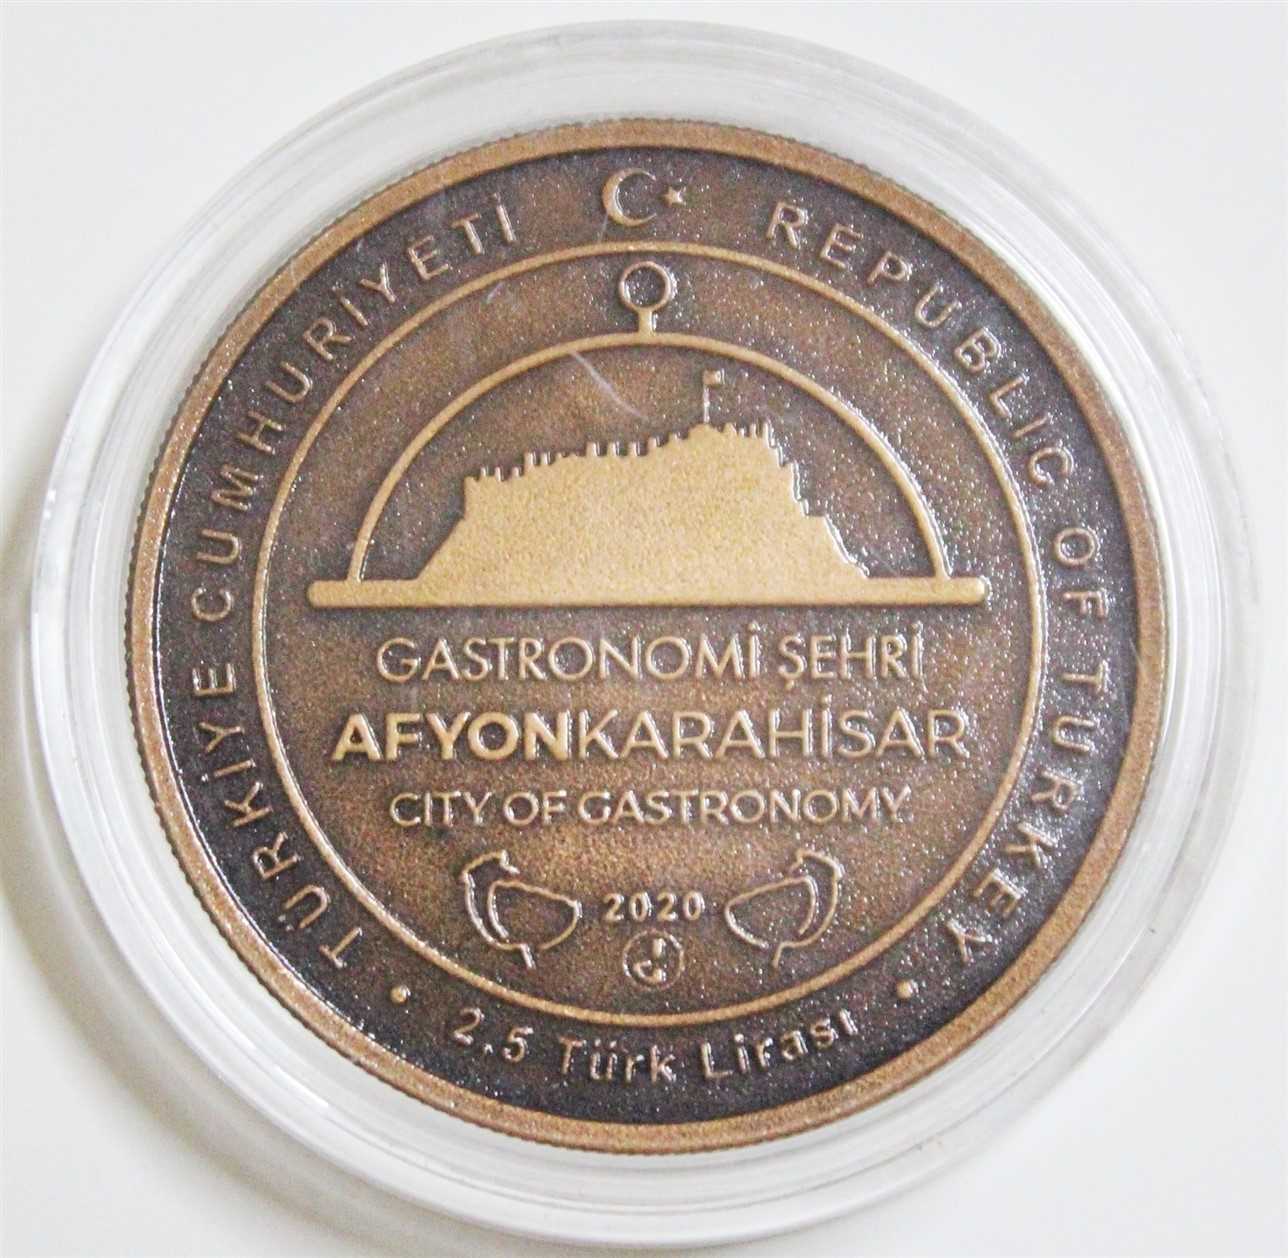 TÜRKİYE CUMHURİYETİ
REPUBLIC OF TURKEY
GASTRONOMİ ŞEHRİ
AFYONKARAHİSAR
CITY OF GASTRONOMY
2020
2.5 Türk Lirası